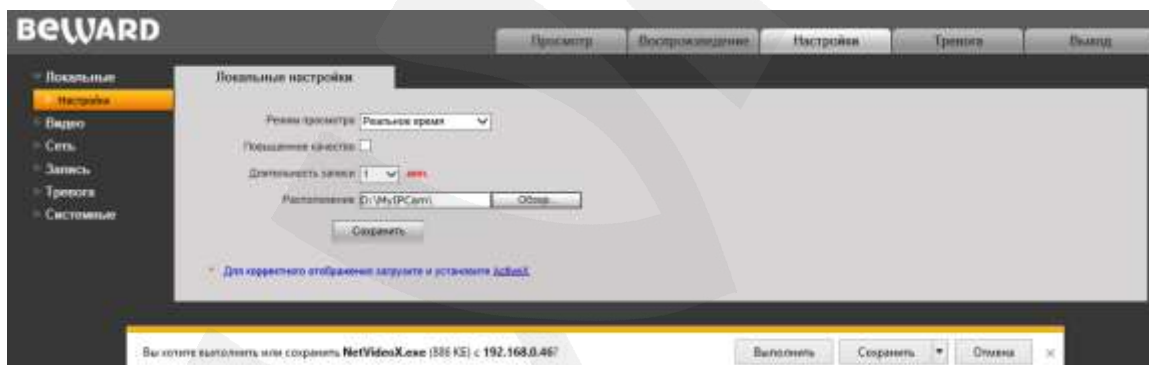 BEWARD
Просмотр Воспроизведение Настройки Тревога Выход
Локальные
Настройки
Видео
Сеть
Запись
Тревога
Системные
Локальные настройки
Режим просмотра Реальное время
Повышенное качество
Длительность записи 1 мин.
Расположение D:\MyIPCam\ Обзор...
Сохранить
* Для корректного отображения загрузите и установите ActiveX
Вы хотите выполнить или сохранить NetVideoX.exe (886 КБ) с 192.168.0.46?
Выполнить Сохранить Отмена ×